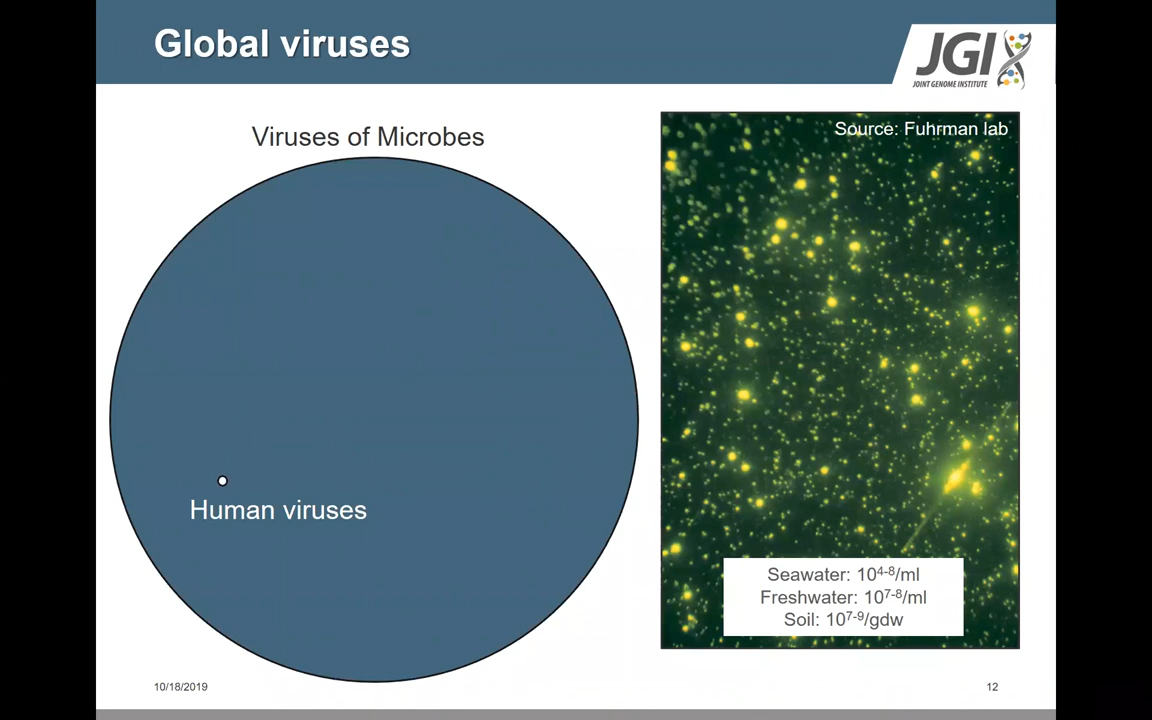 Global viruses
JGI
JOINT GENOME INSTITUTE
Viruses of Microbes
Human viruses
Source: Fuhrman lab
Seawater: 10⁴⁻⁸/ml
Freshwater: 10⁷⁻⁸/ml
Soil: 10⁷⁻⁹/gdw
10/18/2019
12